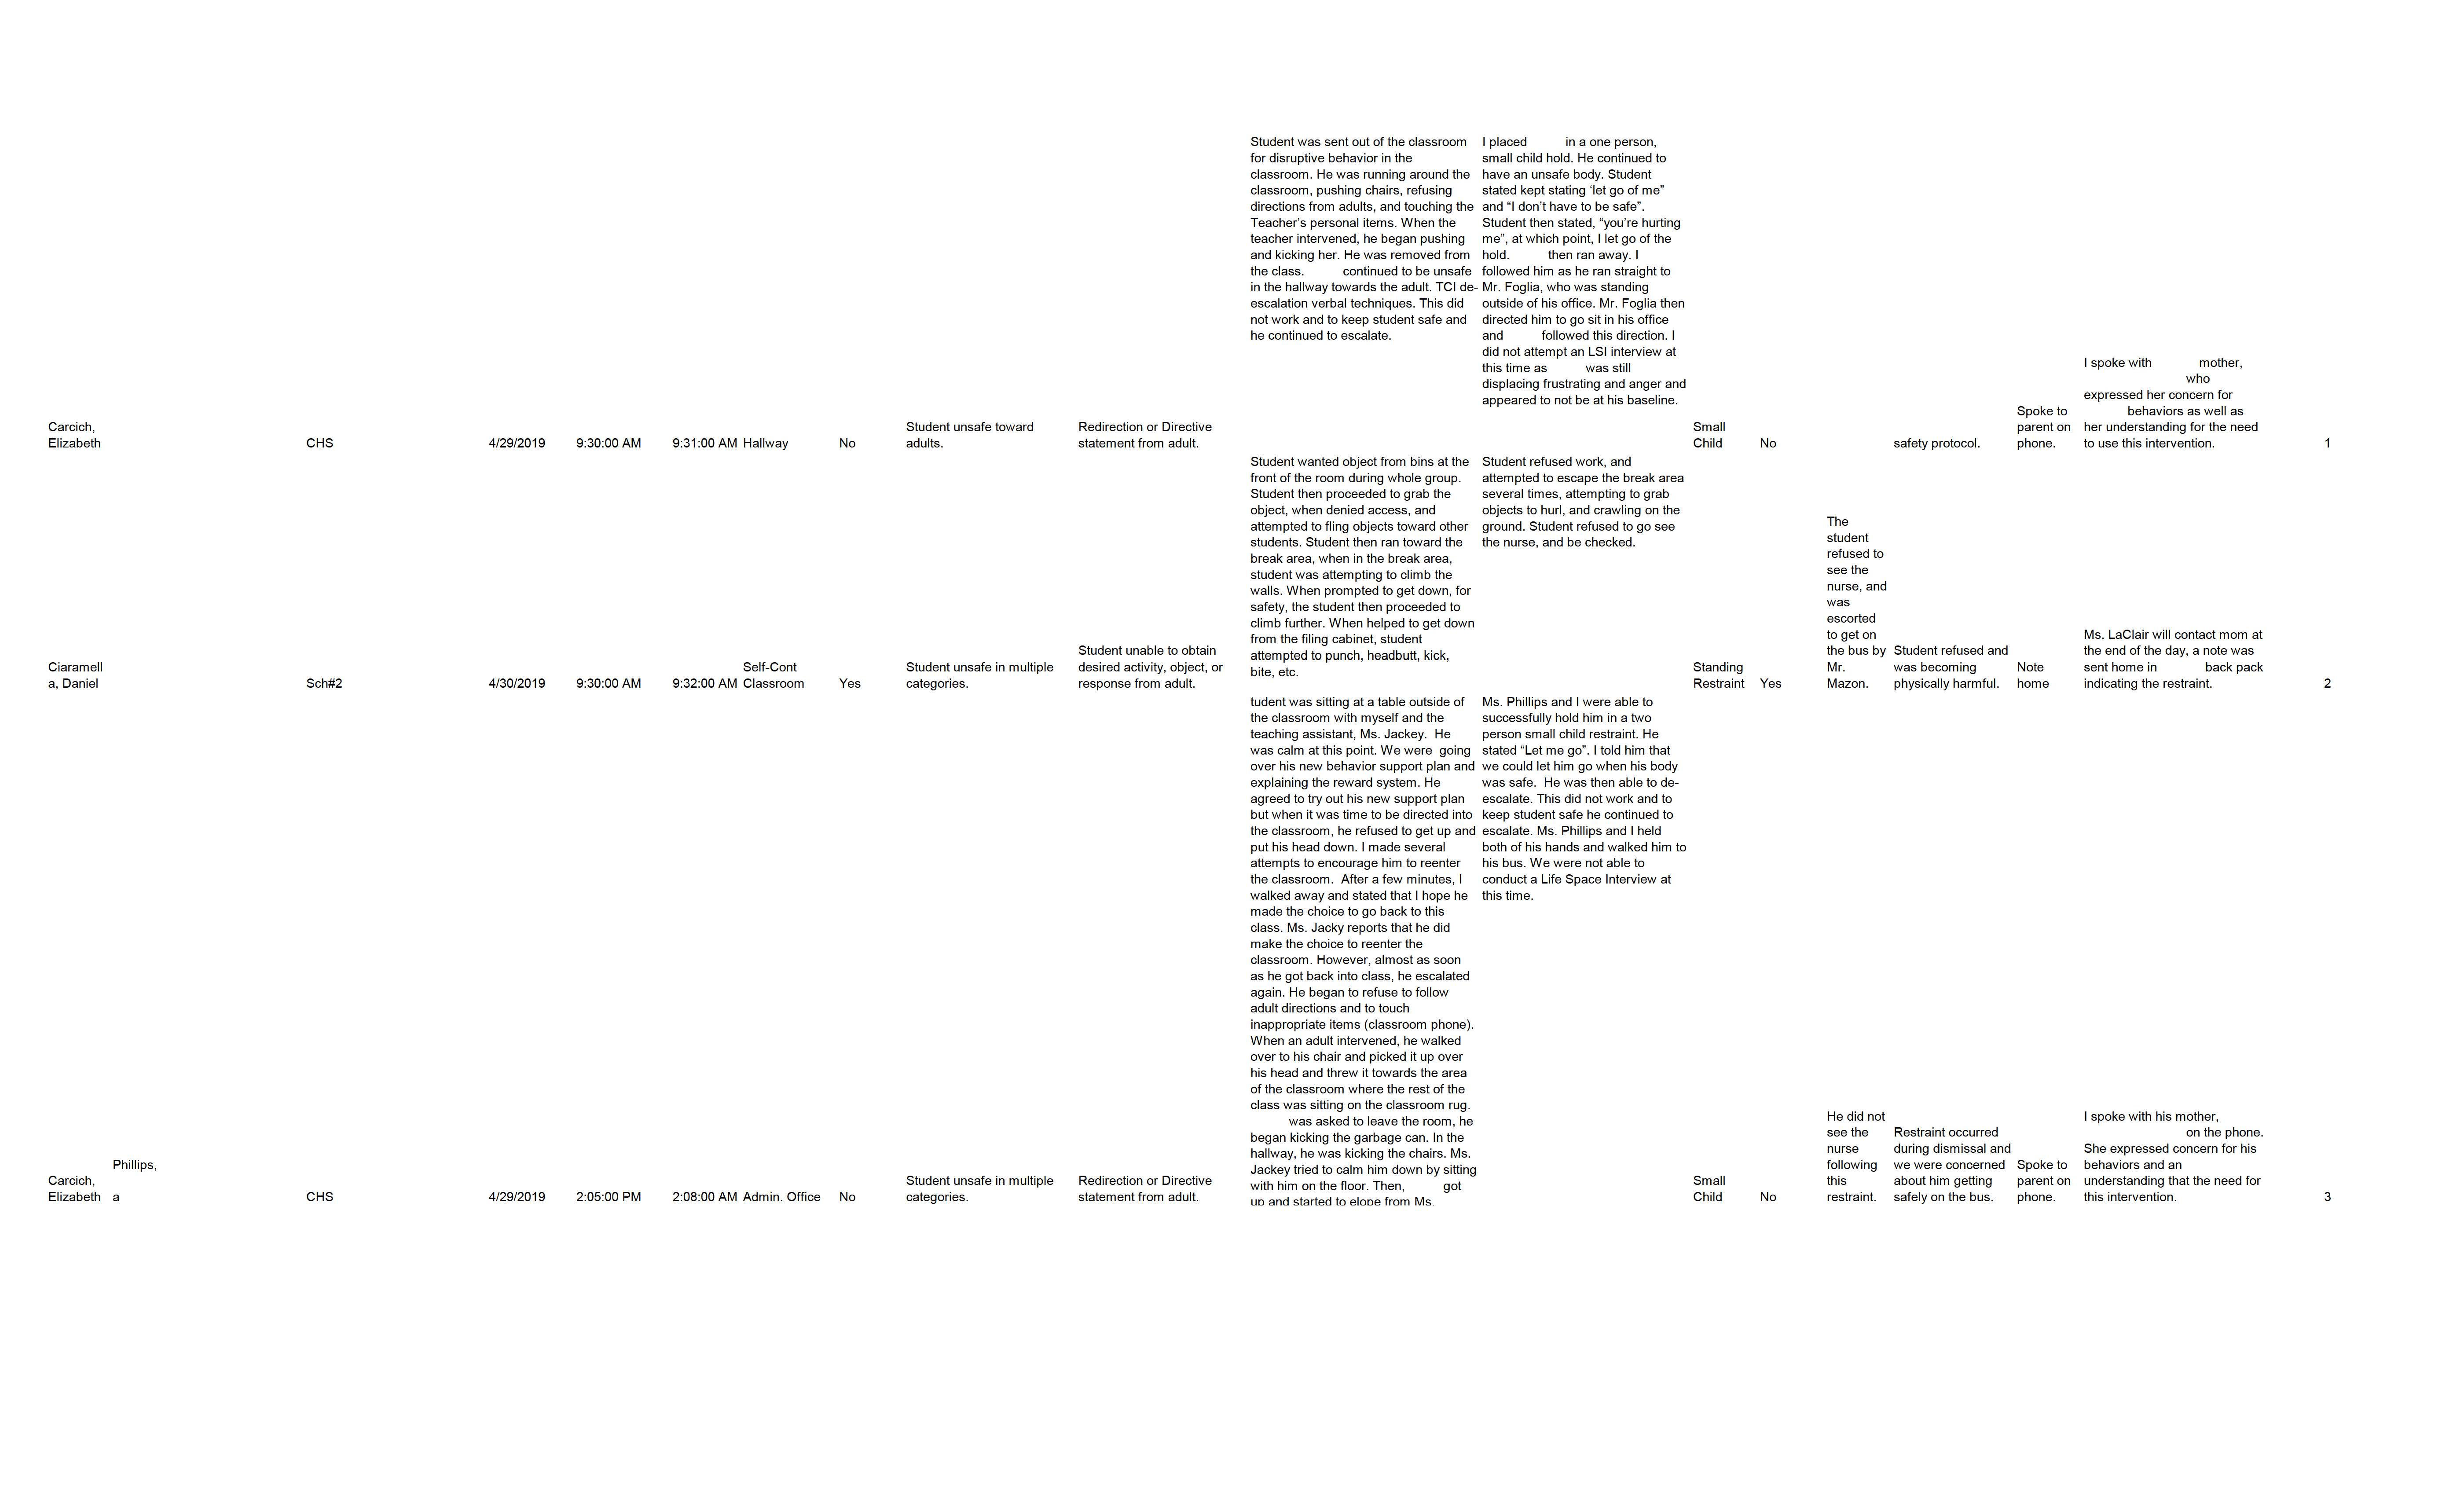 Carcich,
Elizabeth
CHS
4/29/2019
9:30:00 AM
9:31:00 AM
Hallway
No
Student unsafe toward
adults.
Redirection or Directive
statement from adult.
Student was sent out of the classroom
for disruptive behavior in the
classroom. He was running around the
classroom, pushing chairs, refusing
directions from adults, and touching the
Teacher's personal items. When the
teacher intervened, he began pushing
and kicking her. He was removed from
the class. continued to be unsafe
in the hallway towards the adult. TCI de-
escalation verbal techniques. This did
not work and to keep student safe and
he continued to escalate.
I placed in a one person,
small child hold. He continued to
have an unsafe body. Student
stated kept stating ‘let go of me”
and “I don’t have to be safe”.
Student then stated, “you’re hurting
me”, at which point, I let go of the
hold. then ran away. I
followed him as he ran straight to
Mr. Foglia, who was standing
outside of his office. Mr. Foglia then
directed him to go sit in his office
and followed this direction. I
did not attempt an LSI interview at
this time as was still
displacing frustrating and anger and
appeared to not be at his baseline.
Small
Child
No
safety protocol.
Spoke to
parent on
phone.
I spoke with mother,
who
expressed her concern for
behaviors as well as
her understanding for the need
to use this intervention.
1
Ciaramell
a, Daniel
Sch#2
4/30/2019
9:30:00 AM
9:32:00 AM
Self-Cont
Classroom
Yes
Student unsafe in multiple
categories.
Student unable to obtain
desired activity, object, or
response from adult.
Student wanted object from bins at the
front of the room during whole group.
Student then proceeded to grab the
object, when denied access, and
attempted to fling objects toward other
students. Student then ran toward the
break area, when in the break area,
student was attempting to climb the
walls. When prompted to get down, for
safety, the student then proceeded to
climb further. When helped to get down
from the filing cabinet, student
attempted to punch, headbutt, kick,
bite, etc.
Student refused work, and
attempted to escape the break area
several times, attempting to grab
objects to hurl, and crawling on the
ground. Student refused to go see
the nurse, and be checked.
Standing
Restraint
Yes
The
student
refused to
see the
nurse, and
was
escorted
to get on
the bus by
Mr.
Mazon.
Student refused and
was becoming
physically harmful.
Note
home
Ms. LaClair will contact mom at
the end of the day, a note was
sent home in back pack
indicating the restraint.
2
Carcich,
Elizabeth
Phillips,
a
CHS
4/29/2019
2:05:00 PM
2:08:00 AM
Admin. Office
No
Student unsafe in multiple
categories.
Redirection or Directive
statement from adult.
tudent was sitting at a table outside of
the classroom with myself and the
teaching assistant, Ms. Jackey. He
was calm at this point. We were going
over his new behavior support plan and
explaining the reward system. He
agreed to try out his new support plan
but when it was time to be directed into
the classroom, he refused to get up and
put his head down. I made several
attempts to encourage him to reenter
the classroom. After a few minutes, I
walked away and stated that I hope he
made the choice to go back to this
class. Ms. Jacky reports that he did
make the choice to reenter the
classroom. However, almost as soon
as he got back into class, he escalated
again. He began to refuse to follow
adult directions and to touch
inappropriate items (classroom phone).
When an adult intervened, he walked
over to his chair and picked it up over
his head and threw it towards the area
of the classroom where the rest of the
class was sitting on the classroom rug.
was asked to leave the room, he
began kicking the garbage can. In the
hallway, he was kicking the chairs. Ms.
Jackey tried to calm him down by sitting
with him on the floor. Then, got
up and started to elope from Ms.
Ms. Phillips and I were able to
successfully hold him in a two
person small child restraint. He
stated “Let me go”. I told him that
we could let him go when his body
was safe. He was then able to de-
escalate. This did not work and to
keep student safe he continued to
escalate. Ms. Phillips and I held
both of his hands and walked him to
his bus. We were not able to
conduct a Life Space Interview at
this time.
Small
Child
No
He did not
see the
nurse
following
this
restraint.
Restraint occurred
during dismissal and
we were concerned
about him getting
safely on the bus.
Spoke to
parent on
phone.
I spoke with his mother,
on the phone.
She expressed concern for his
behaviors and an
understanding that the need for
this intervention.
3